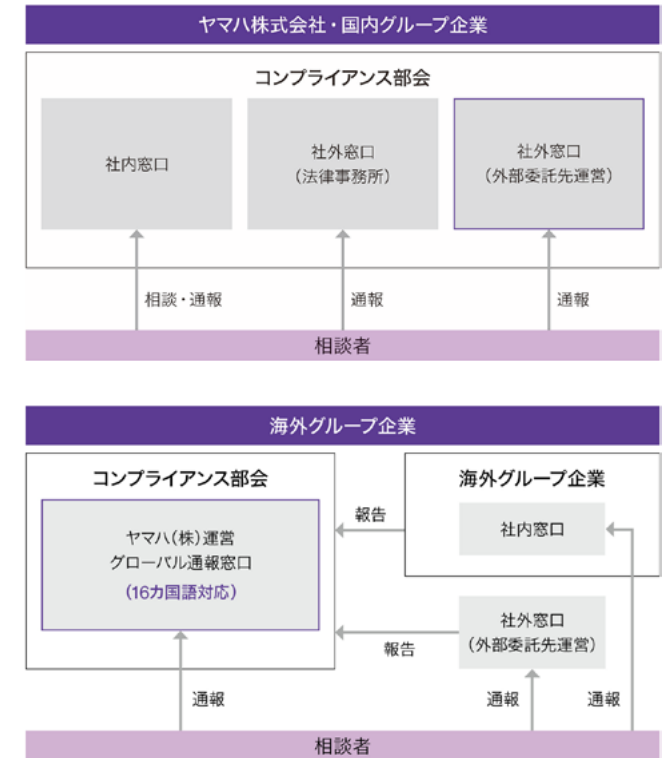 ヤマハ株式会社・国内グループ企業
コンプライアンス部会
社内窓口
社外窓口
（法律事務所）
社外窓口
（外部委託先運営）
相談・通報
通報
通報
相談者
海外グループ企業
コンプライアンス部会
ヤマハ（株）運営
グローバル通報窓口
（16カ国語対応）
報告
海外グループ企業
社内窓口
報告
社外窓口
（外部委託先運営）
通報
通報
通報
相談者